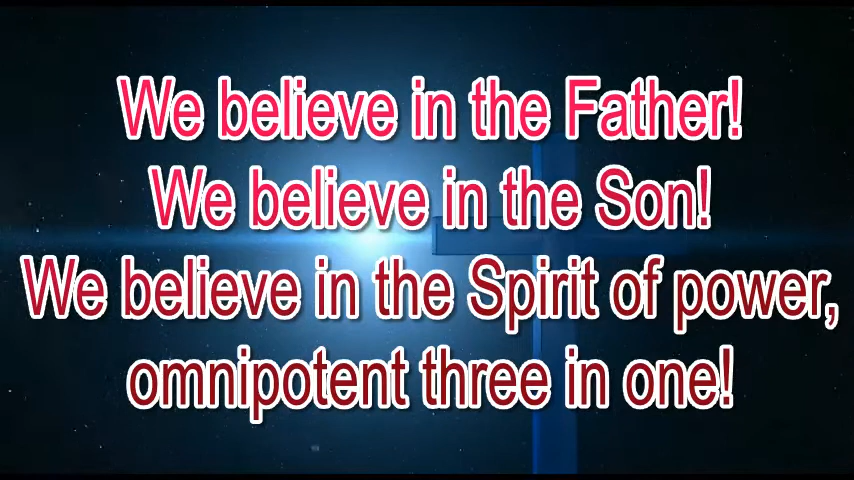 We believe in the Father!
We believe in the Son!
We believe in the Spirit of power,
omnipotent three in one!